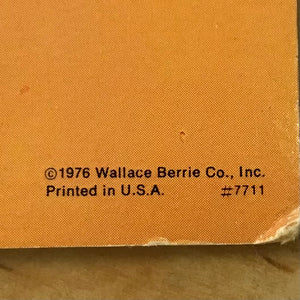 ©1976 Wallace Berrie Co., Inc.
Printed in U.S.A. #7711